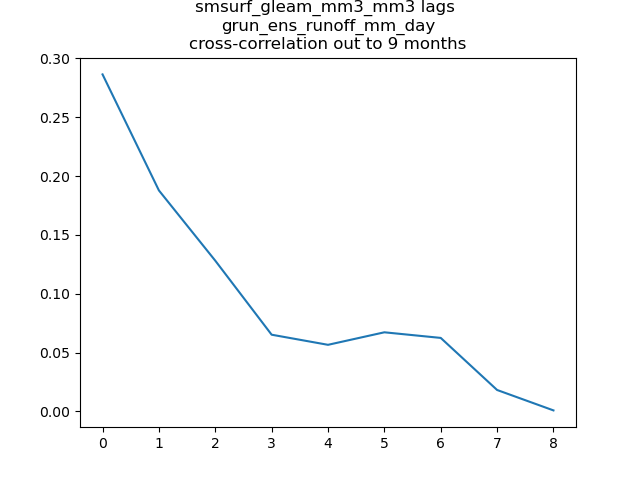 smsurf_gleam_mm3_mm3 lags
grun_ens_runoff_mm_day
cross-correlation out to 9 months
0.30
0.25
0.20
0.15
0.10
0.05
0.00
0 1 2 3 4 5 6 7 8